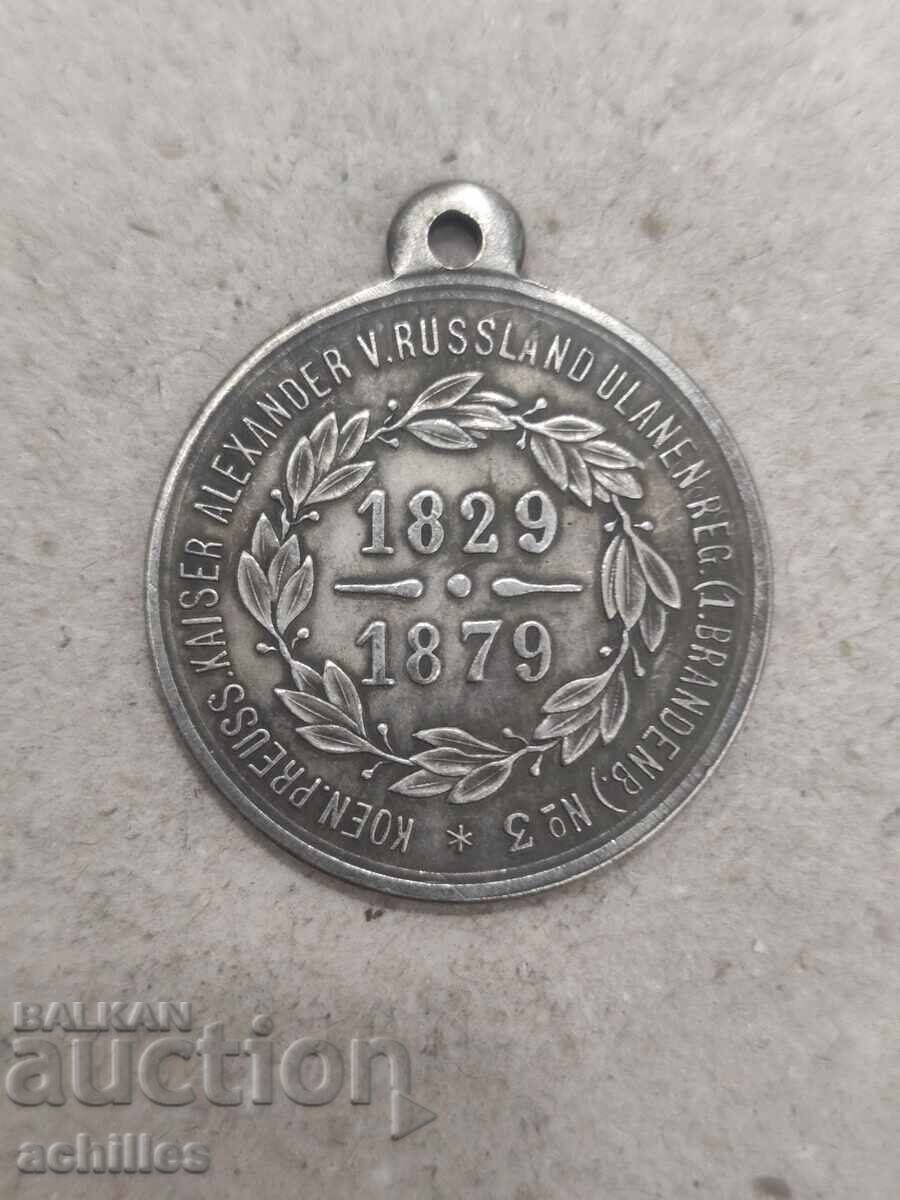 KOEN. PREUSS. KAISER ALEXANDER V. RUSSLAND ULANEN-REG. (1. BRANDENB.) No 3 *
1829
1879
BALKAN
auction
achilles